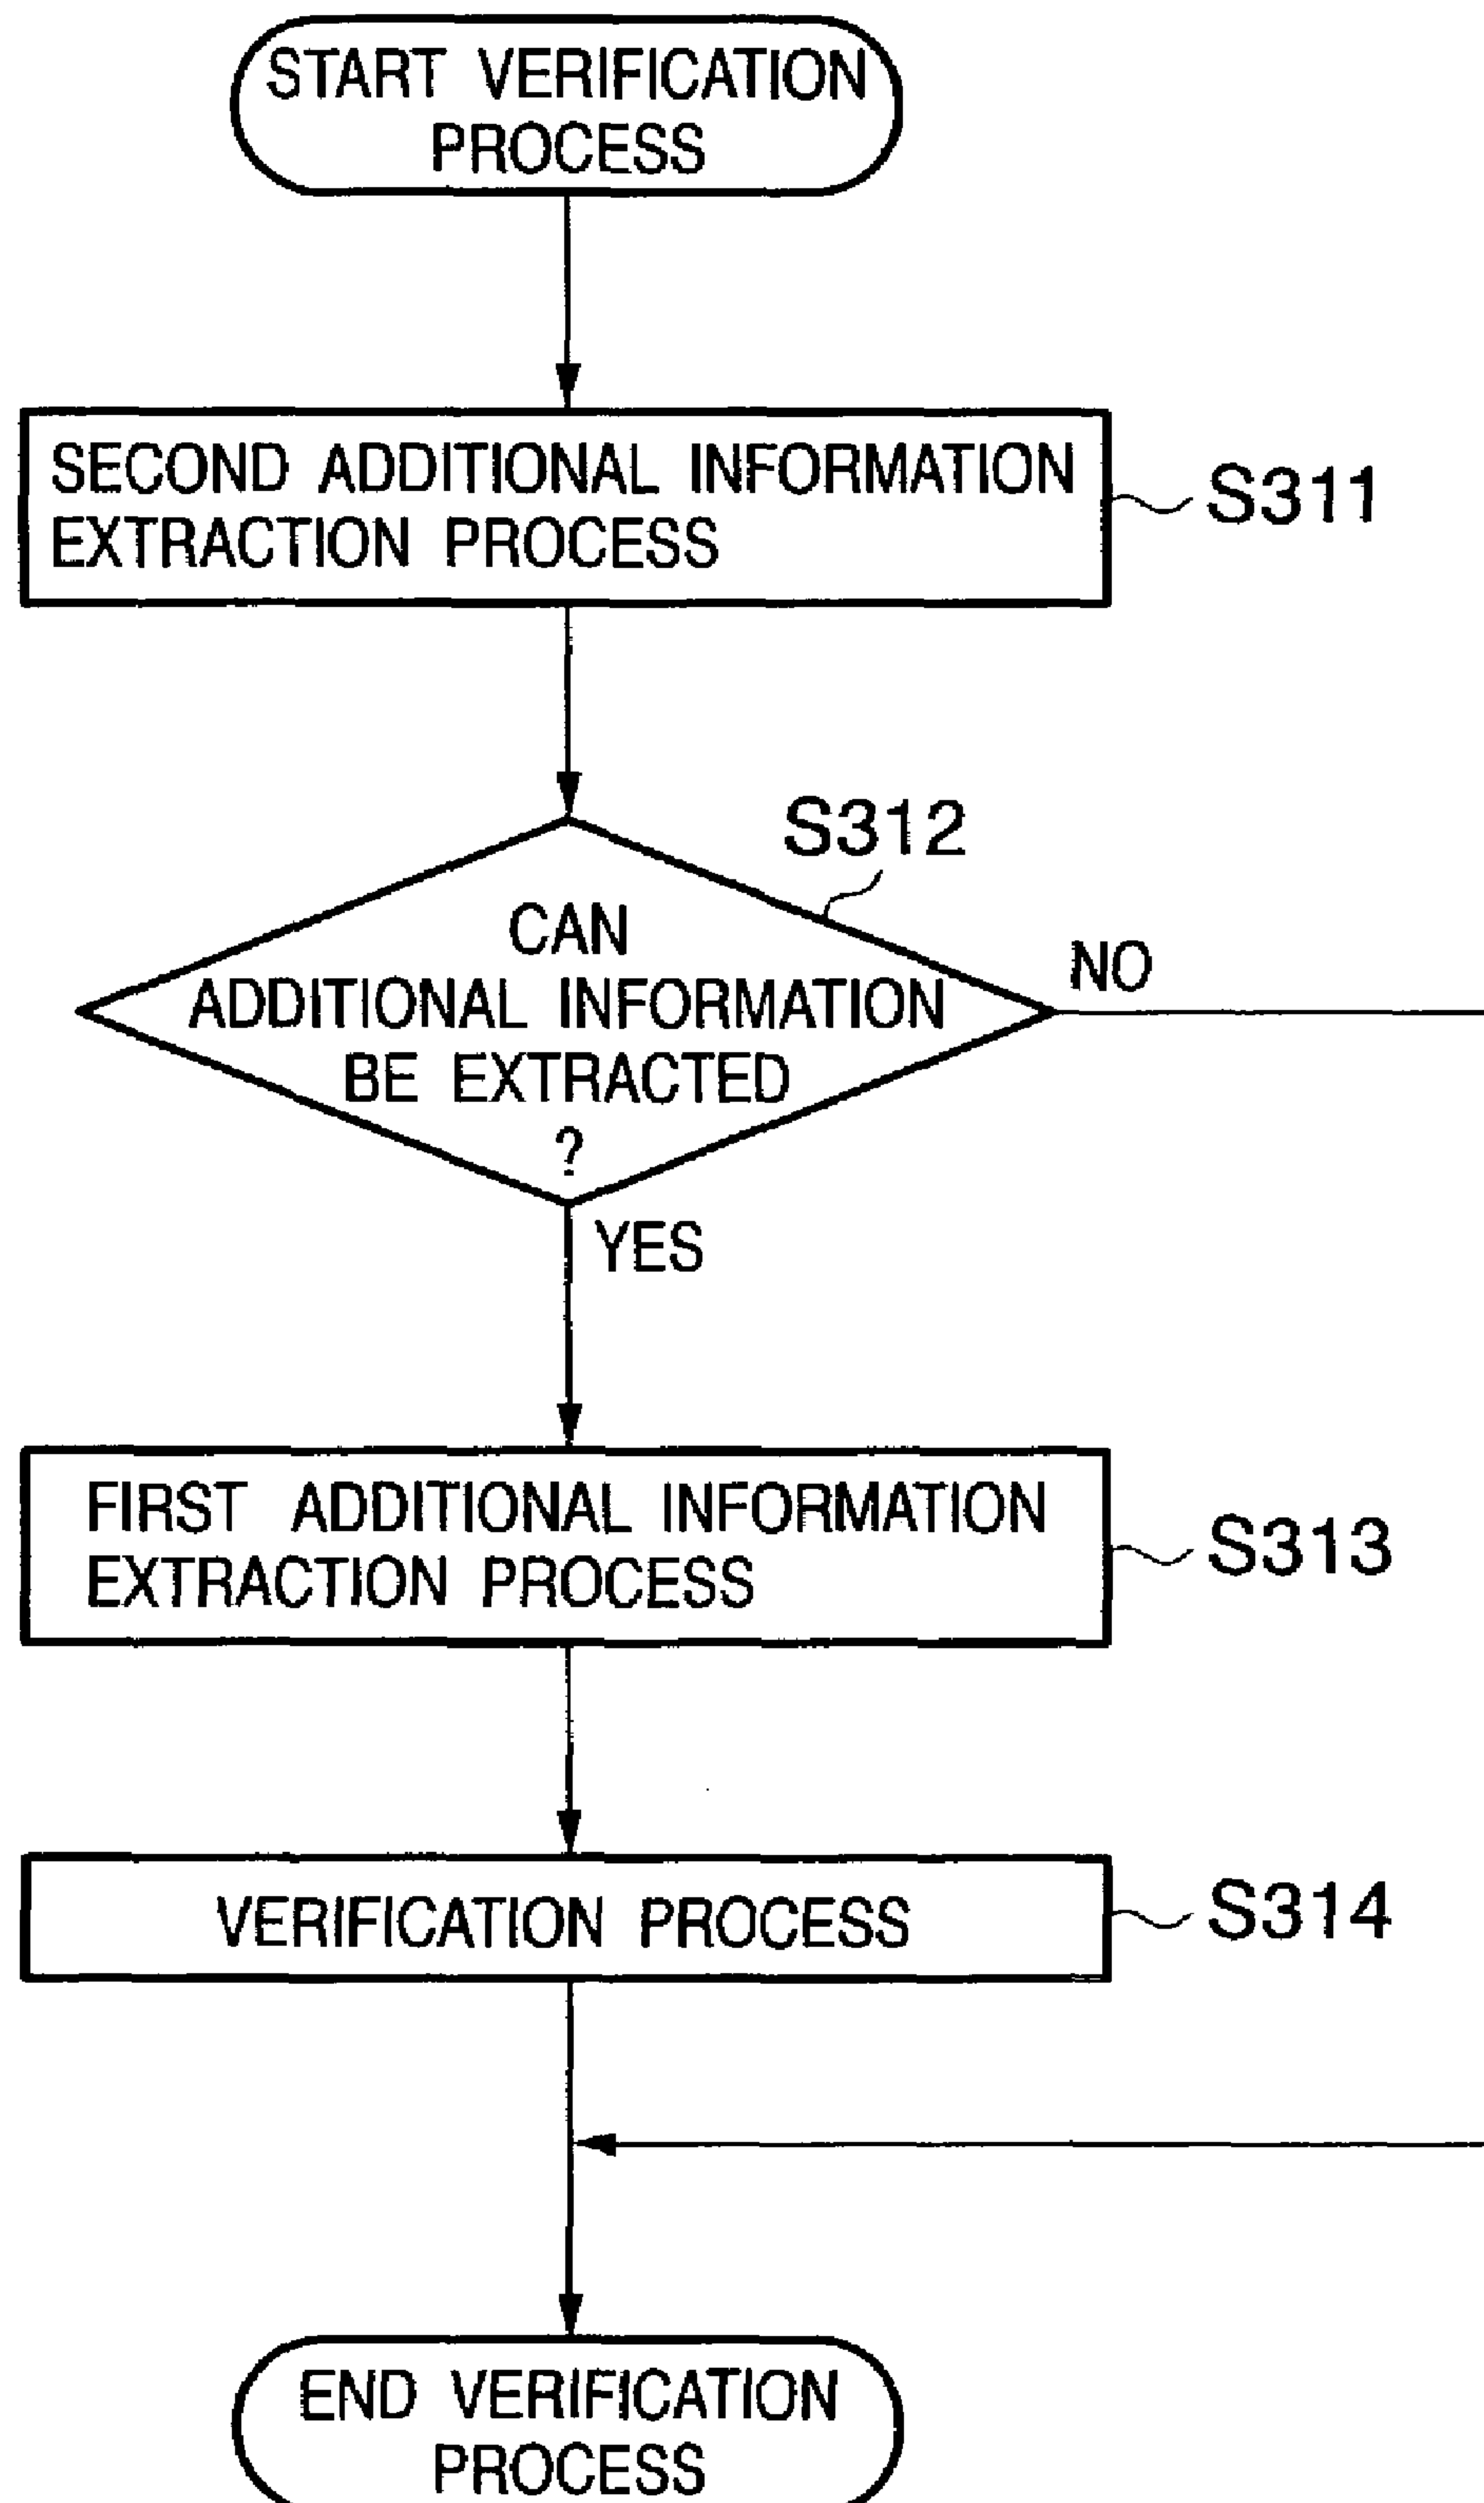 START VERIFICATION
PROCESS
SECOND ADDITIONAL INFORMATION
EXTRACTION PROCESS
S311
S312
CAN
ADDITIONAL INFORMATION
BE EXTRACTED
?
NO
YES
FIRST ADDITIONAL INFORMATION
EXTRACTION PROCESS
S313
VERIFICATION PROCESS
S314
END VERIFICATION
PROCESS